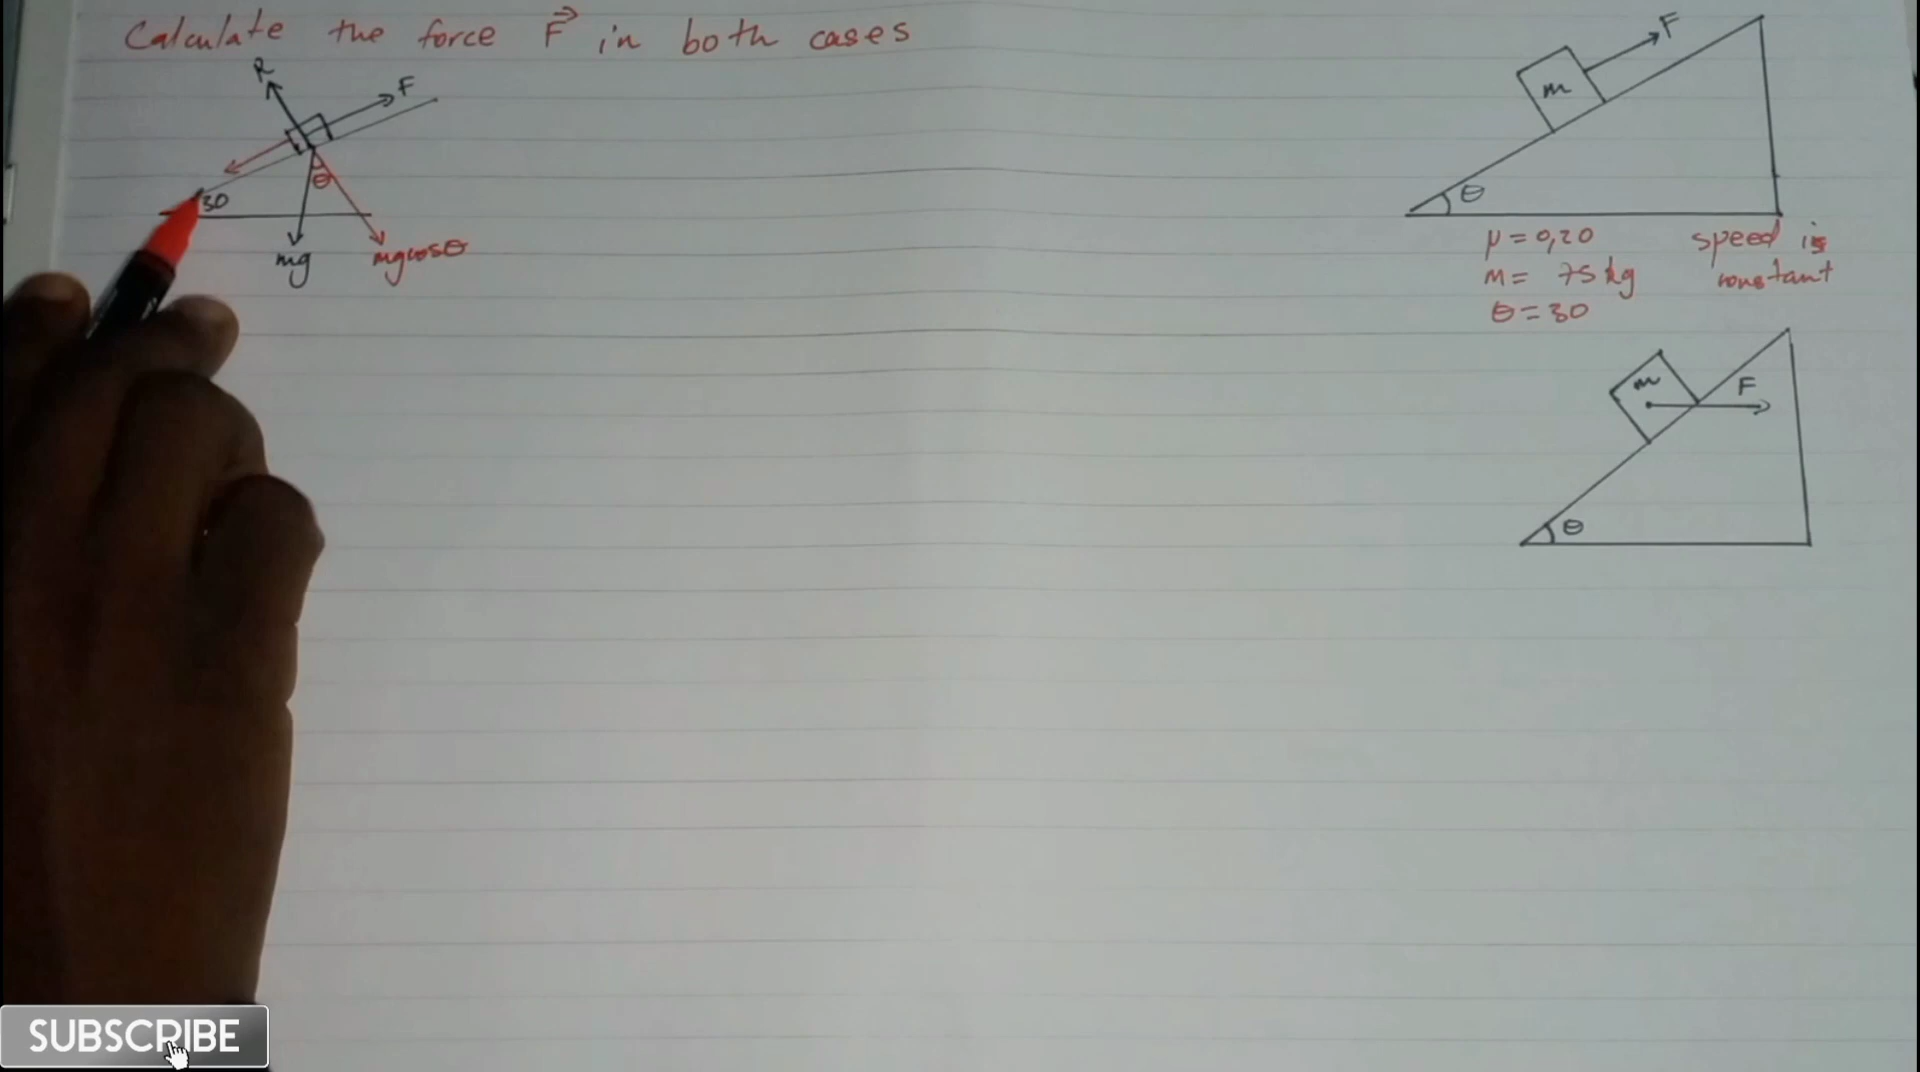 Calculate the force F in both cases
R
F
θ
30
mg
mgcosθ
F
m
θ
μ = 0,20
m = 75 kg
θ = 30
speed is
constant
m
F
θ
SUBSCRIBE